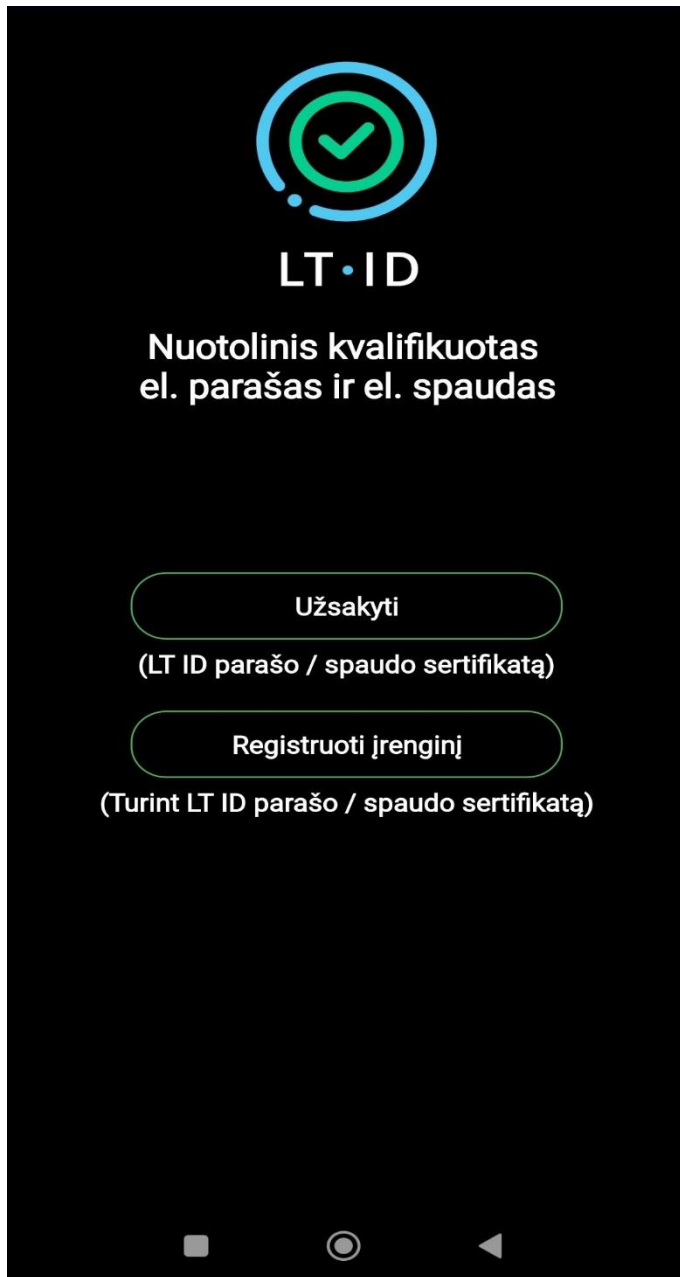 LT·ID
Nuotolinis kvalifikuotas
el. parašas ir el. spaudas
Užsakyti
(LT ID parašo / spaudo sertifikatą)
Registruoti įrenginį
(Turint LT ID parašo / spaudo sertifikatą)